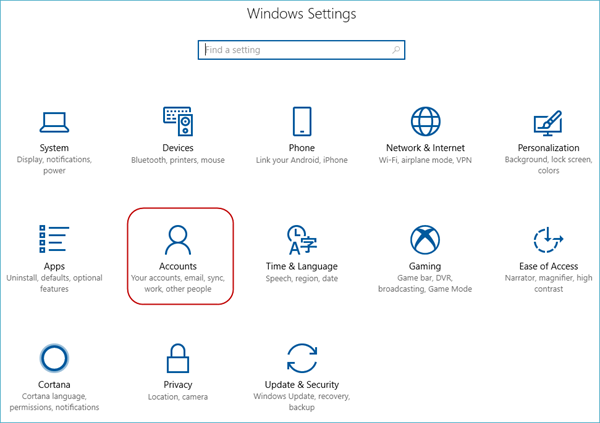 Windows Settings
Find a setting
System
Display, notifications,
power
Devices
Bluetooth, printers, mouse
Phone
Link your Android, iPhone
Network & Internet
Wi-Fi, airplane mode, VPN
Personalization
Background, lock screen,
colors
Apps
Uninstall, defaults, optional
features
Accounts
Your accounts, email, sync,
work, other people
A字
Time & Language
Speech, region, date
Gaming
Game bar, DVR,
broadcasting, Game Mode
Ease of Access
Narrator, magnifier, high
contrast
Cortana
Cortana language,
permissions, notifications
Privacy
Location, camera
Update & Security
Windows Update, recovery,
backup